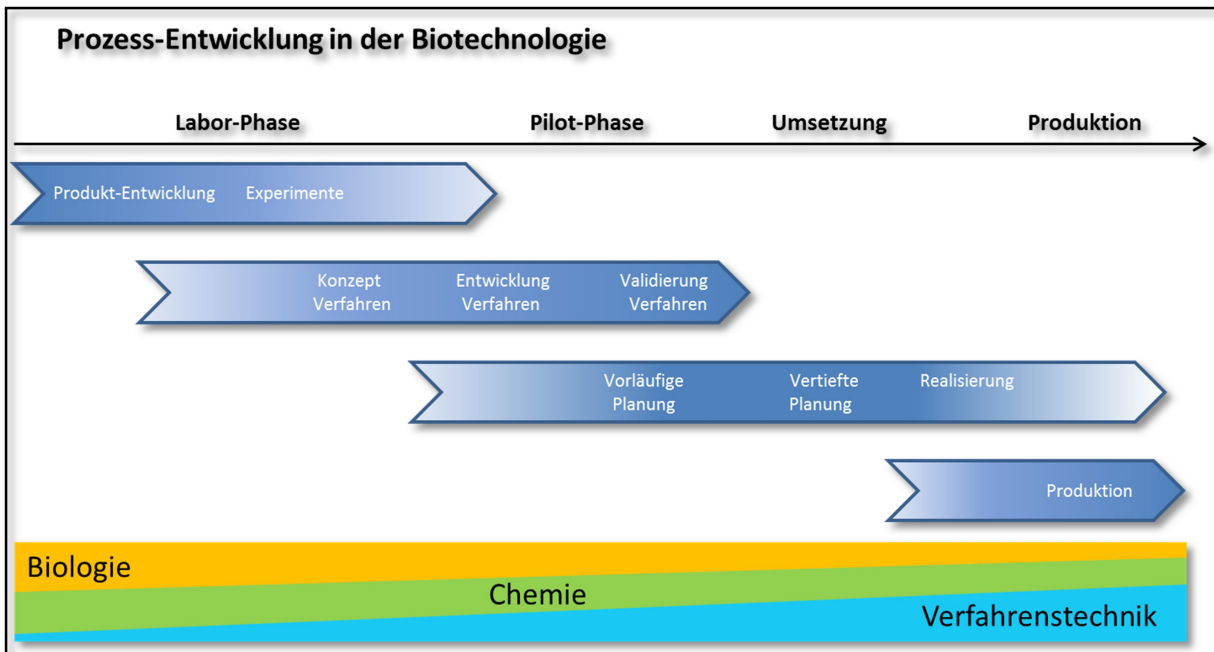 Prozess-Entwicklung in der Biotechnologie
Labor-Phase Pilot-Phase Umsetzung Produktion
Produkt-Entwicklung Experimente
Konzept Entwicklung Validierung
Verfahren Verfahren Verfahren
Vorläufige Vertiefte Realisierung
Planung Planung
Produktion
Biologie
Chemie
Verfahrenstechnik